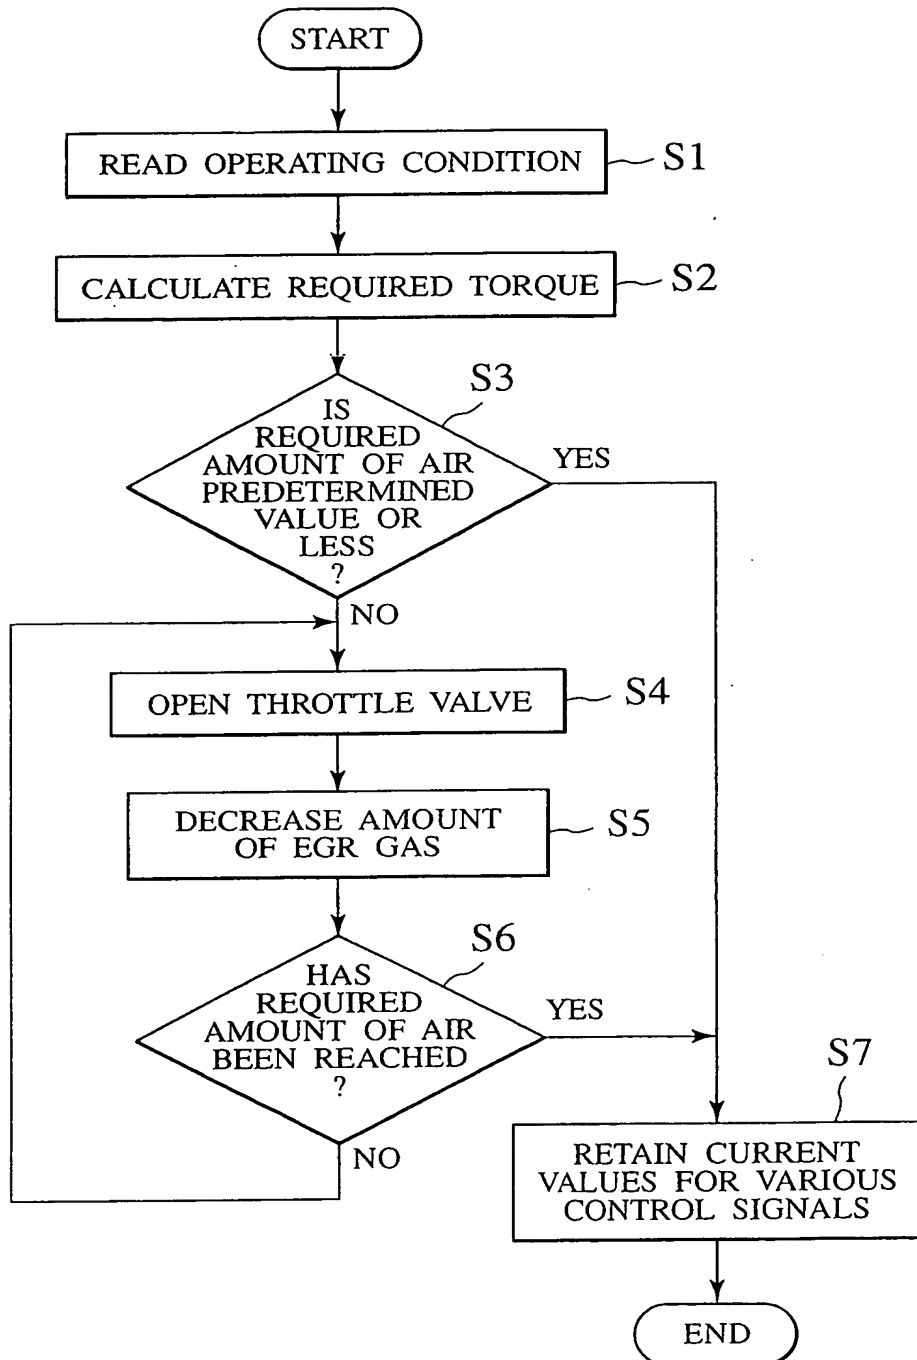 START
READ OPERATING CONDITION
S1
CALCULATE REQUIRED TORQUE
S2
S3
IS
REQUIRED
AMOUNT OF AIR
PREDETERMINED
VALUE OR
LESS
?
YES
NO
OPEN THROTTLE VALVE
S4
DECREASE AMOUNT
OF EGR GAS
S5
S6
HAS
REQUIRED
AMOUNT OF AIR
BEEN REACHED
?
YES
NO
S7
RETAIN CURRENT
VALUES FOR VARIOUS
CONTROL SIGNALS
END